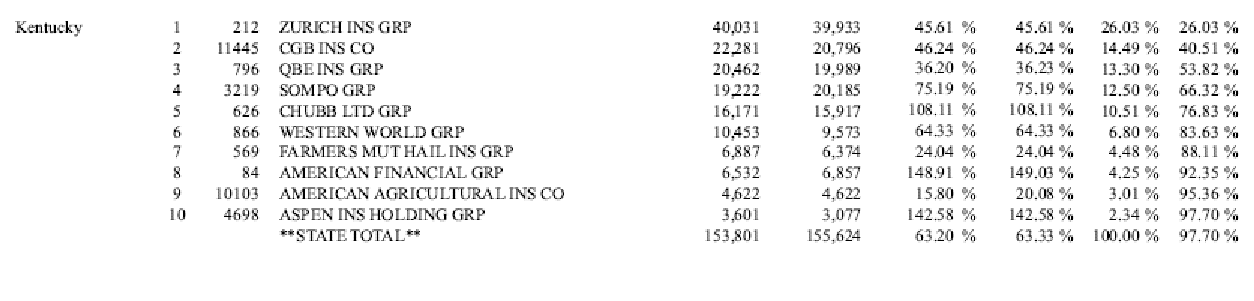 Kentucky 1 212 ZURICH INS GRP 40,031 39,933 45.61 % 45.61 % 26.03 % 26.03 %
2 11445 CGB INS CO 22,281 20,796 46.24 % 46.24 % 14.49 % 40.51 %
3 796 QBE INS GRP 20,462 19,989 36.20 % 36.23 % 13.30 % 53.82 %
4 3219 SOMPO GRP 19,222 20,185 75.19 % 75.19 % 12.50 % 66.32 %
5 626 CHUBB LTD GRP 16,171 15,917 108.11 % 108.11 % 10.51 % 76.83 %
6 866 WESTERN WORLD GRP 10,453 9,573 64.33 % 64.33 % 6.80 % 83.63 %
7 569 FARMERS MUT HAIL INS GRP 6,887 6,374 24.04 % 24.04 % 4.48 % 88.11 %
8 84 AMERICAN FINANCIAL GRP 6,532 6,857 148.91 % 149.03 % 4.25 % 92.35 %
9 10103 AMERICAN AGRICULTURAL INS CO 4,622 4,622 15.80 % 20.08 % 3.01 % 95.36 %
10 4698 ASPEN INS HOLDING GRP 3,601 3,077 142.58 % 142.58 % 2.34 % 97.70 %
**STATE TOTAL** 153,801 155,624 63.20 % 63.33 % 100.00 % 97.70 %